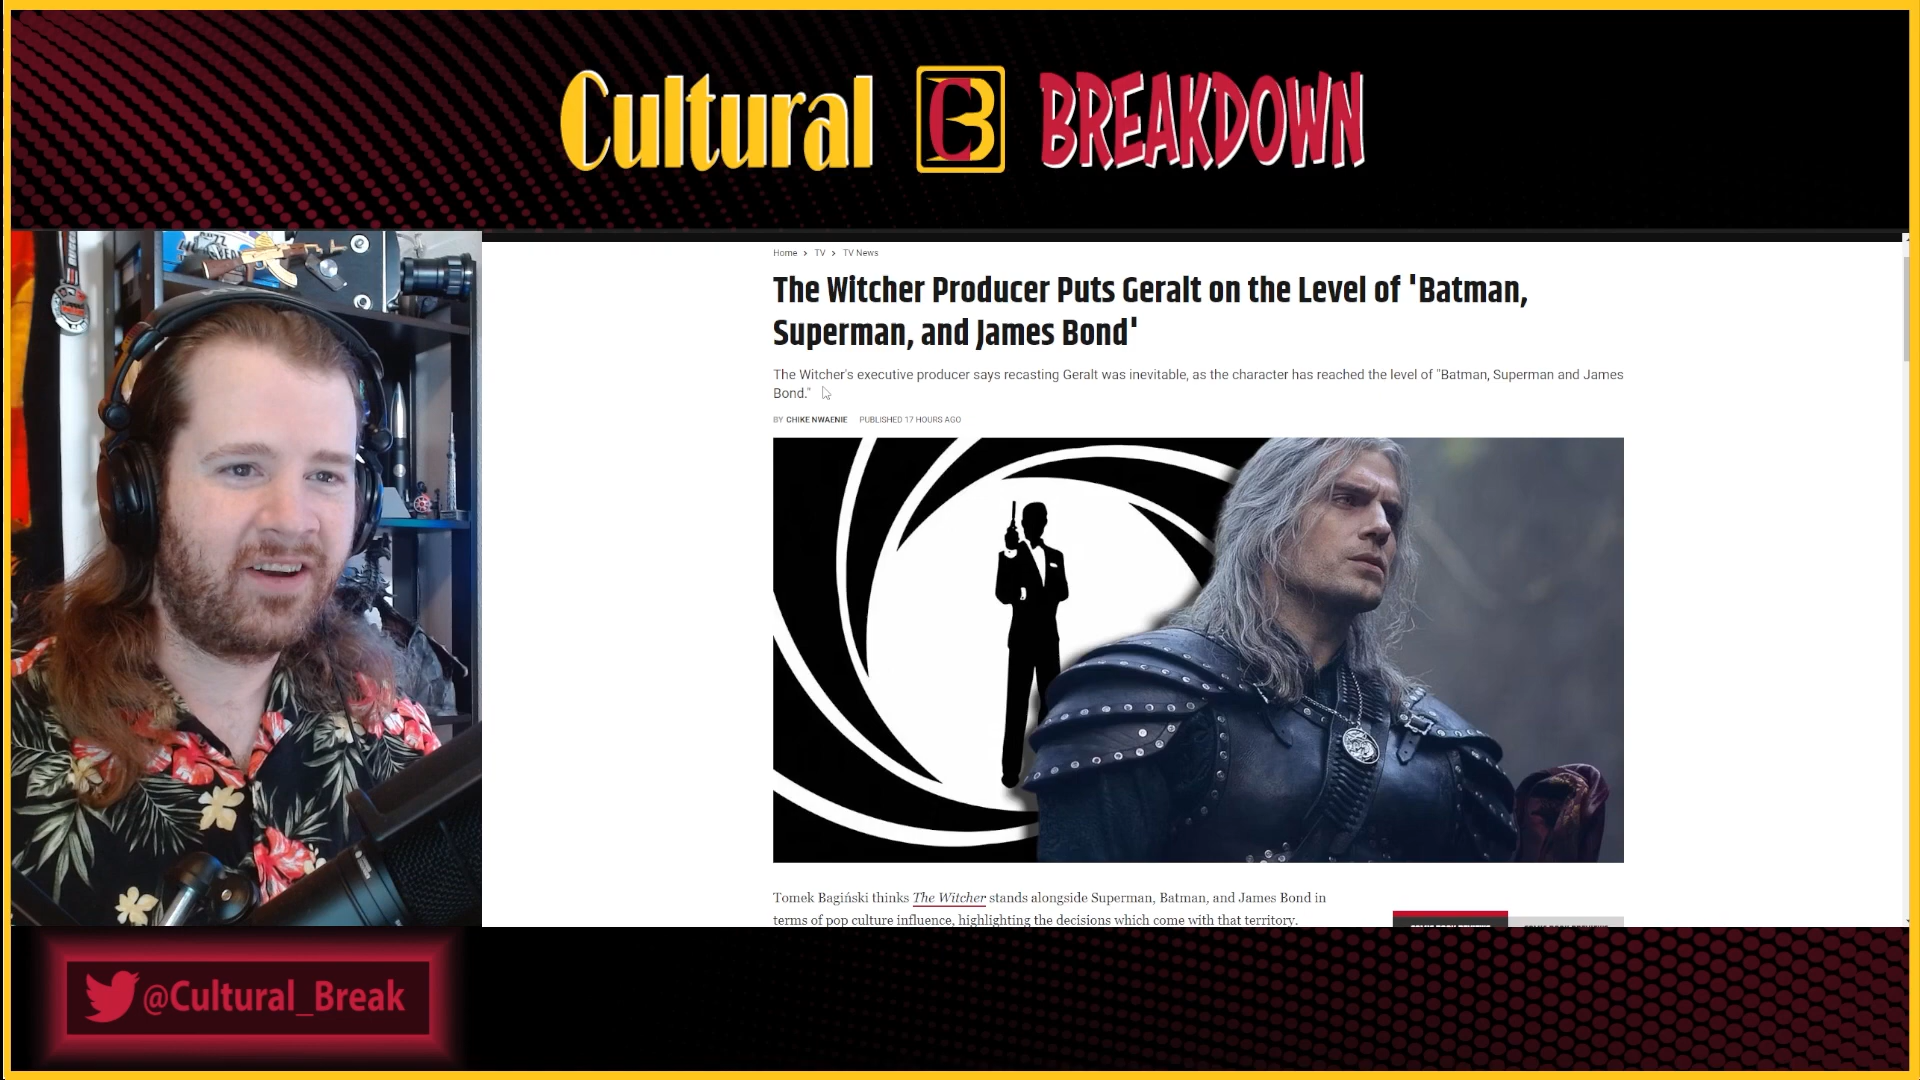 Cultural CB BREAKDOWN
Home > TV > TV News
The Witcher Producer Puts Geralt on the Level of 'Batman,
Superman, and James Bond'
The Witcher's executive producer says recasting Geralt was inevitable, as the character has reached the level of "Batman, Superman and James
Bond."
BY CHIKE NWAENIE PUBLISHED 17 HOURS AGO
Tomek Bagiński thinks The Witcher stands alongside Superman, Batman, and James Bond in
terms of pop culture influence, highlighting the decisions which come with that territory.
@Cultural_Break